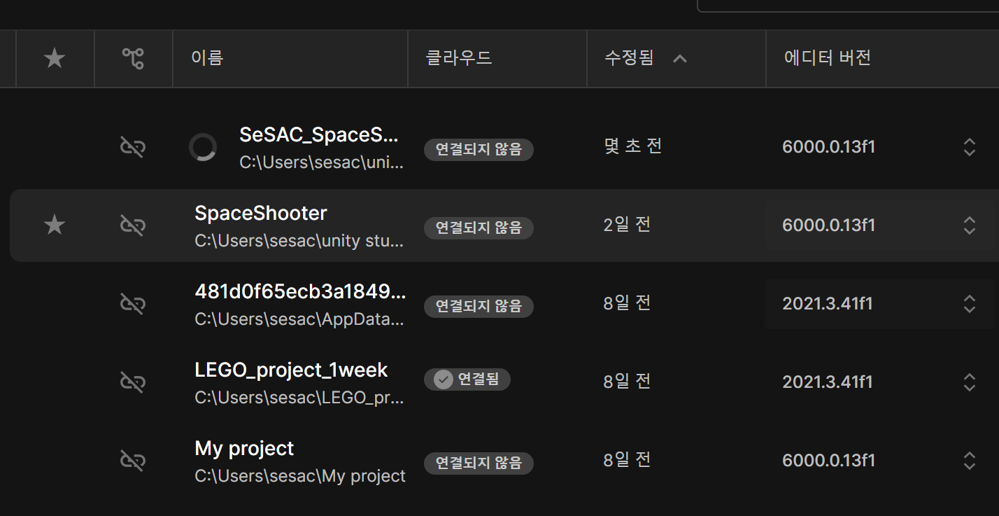 이름 클라우드 수정됨 에디터 버전
SeSAC_SpaceS...
C:\Users\sesac\uni...
연결되지 않음 몇 초 전 6000.0.13f1
SpaceShooter
C:\Users\sesac\unity stu...
연결되지 않음 2일 전 6000.0.13f1
481d0f65ecb3a1849...
C:\Users\sesac\AppData...
연결되지 않음 8일 전 2021.3.41f1
LEGO_project_1week
C:\Users\sesac\LEGO_pr...
연결됨 8일 전 2021.3.41f1
My project
C:\Users\sesac\My project
연결되지 않음 8일 전 6000.0.13f1